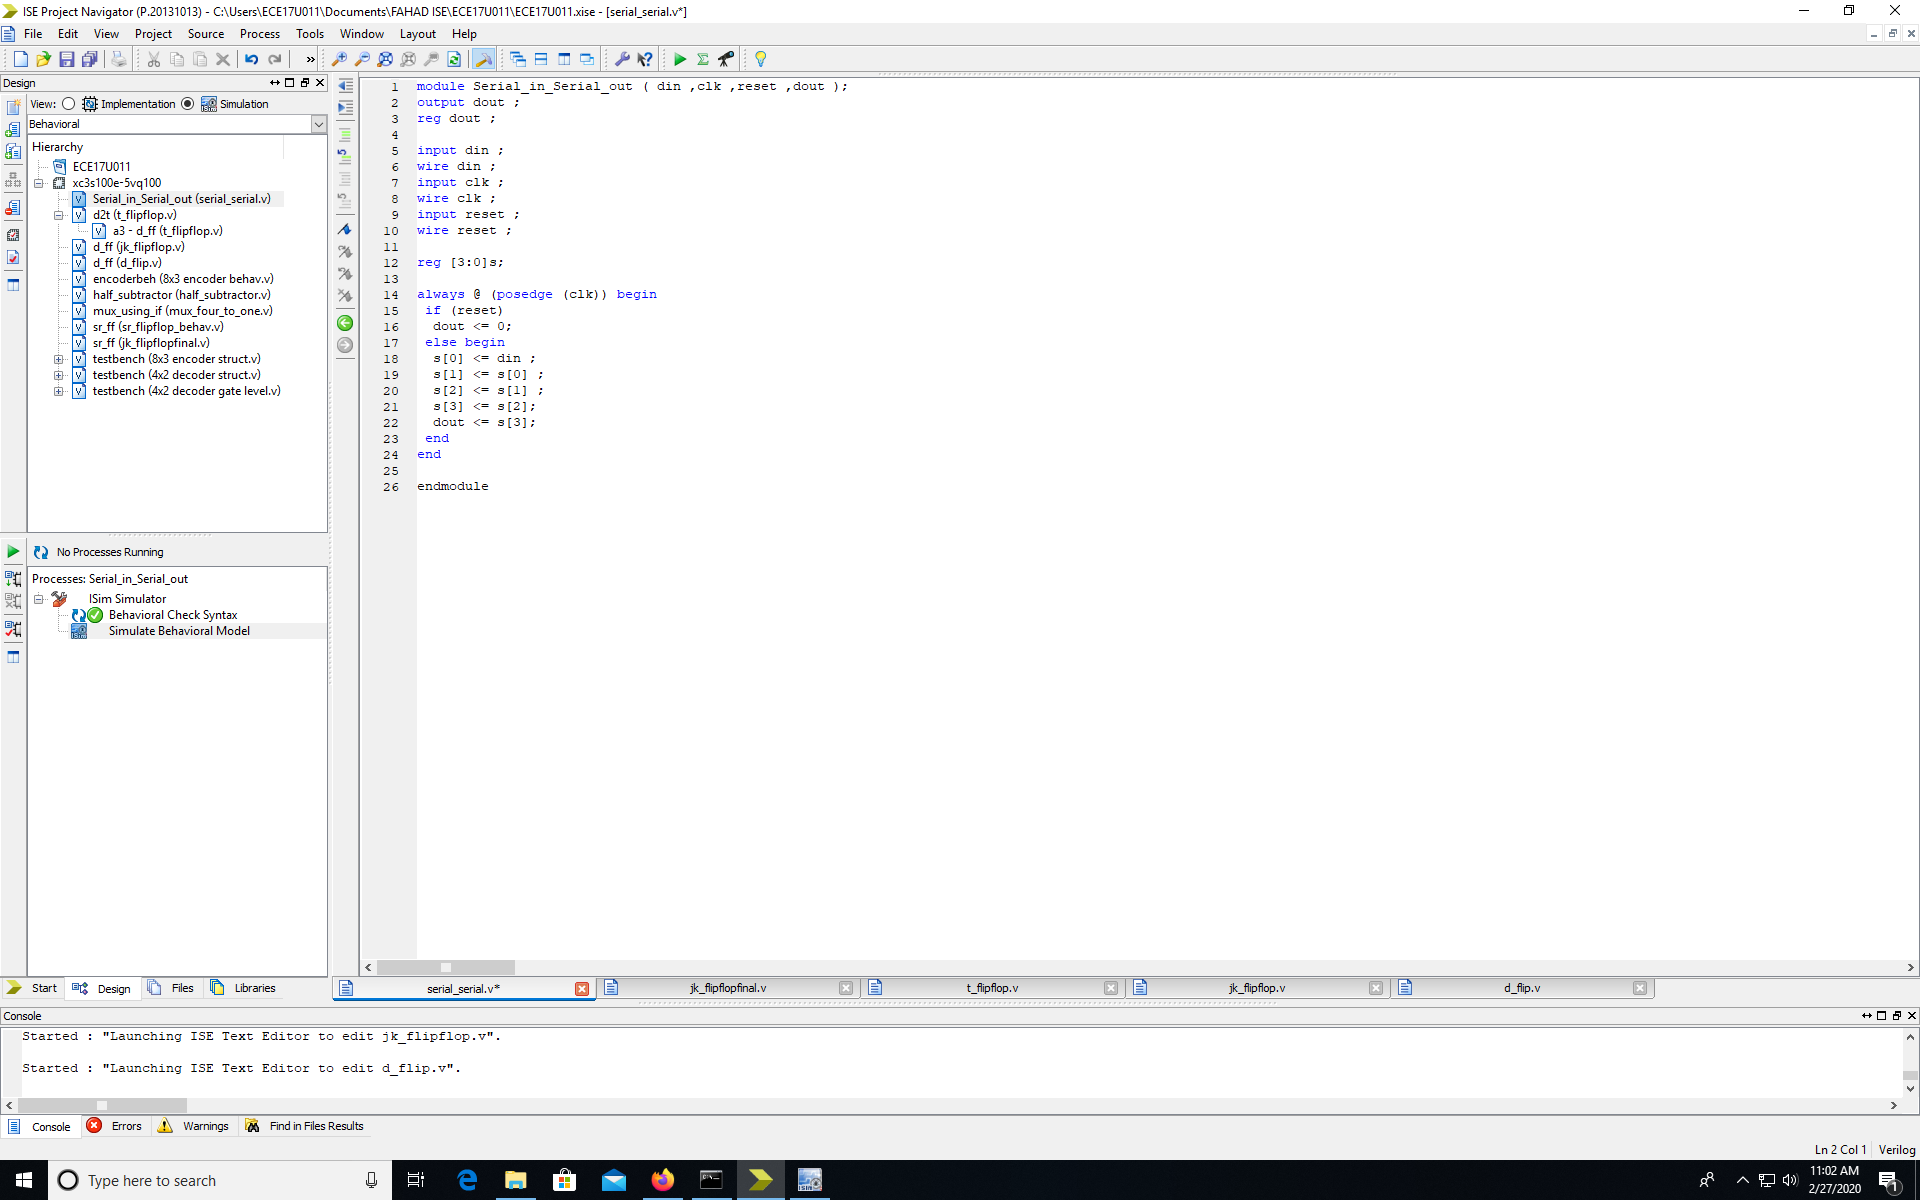 ISE Project Navigator (P.20131013) - C:\Users\ECE17U011\Documents\FAHAD ISE\ECE17U011\ECE17U011.xise - [serial_serial.v*]
File Edit View Project Source Process Tools Window Layout Help
Design
View: Implementation Simulation
Behavioral
Hierarchy
ECE17U011
xc3s100e-5vq100
Serial_in_Serial_out (serial_serial.v)
d2t (t_flipflop.v)
a3 - d_ff (t_flipflop.v)
d_ff (jk_flipflop.v)
d_ff (d_flip.v)
encoderbeh (8x3 encoder behav.v)
half_subtractor (half_subtractor.v)
mux_using_if (mux_four_to_one.v)
sr_ff (sr_flipflop_behav.v)
sr_ff (jk_flipflopfinal.v)
testbench (8x3 encoder struct.v)
testbench (4x2 decoder struct.v)
testbench (4x2 decoder gate level.v)
No Processes Running
Processes: Serial_in_Serial_out
ISim Simulator
Behavioral Check Syntax
Simulate Behavioral Model
Start Design Files Libraries
1 module Serial_in_Serial_out ( din ,clk ,reset ,dout );
2 output dout ;
3 reg dout ;
4
5 input din ;
6 wire din ;
7 input clk ;
8 wire clk ;
9 input reset ;
10 wire reset ;
11
12 reg [3:0]s;
13
14 always @ (posedge (clk)) begin
15 if (reset)
16 dout <= 0;
17 else begin
18 s[0] <= din ;
19 s[1] <= s[0] ;
20 s[2] <= s[1] ;
21 s[3] <= s[2];
22 dout <= s[3];
23 end
24 end
25
26 endmodule
serial_serial.v* jk_flipflopfinal.v t_flipflop.v jk_flipflop.v d_flip.v
Console
Started : "Launching ISE Text Editor to edit jk_flipflop.v".
Started : "Launching ISE Text Editor to edit d_flip.v".
Console Errors Warnings Find in Files Results
Ln 2 Col 1 Verilog
Type here to search
11:02 AM
2/27/2020
1